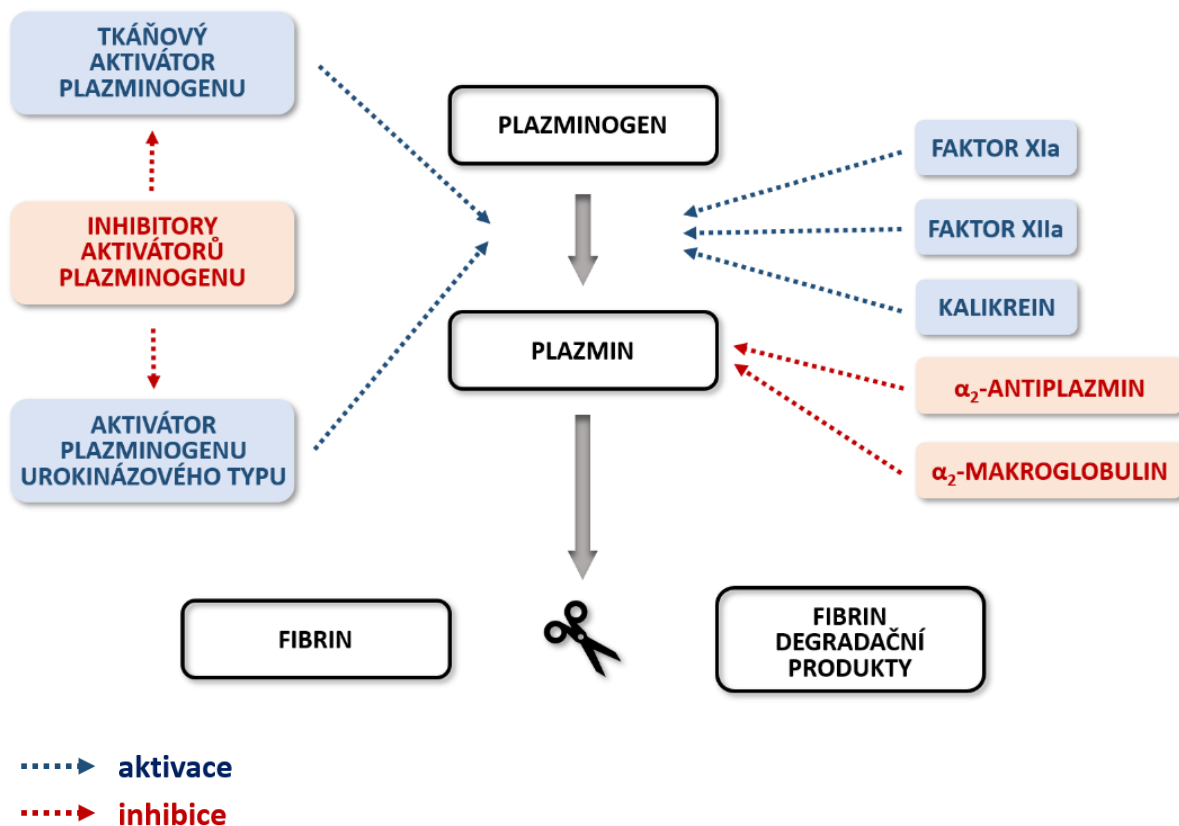 TKÁŇOVÝ
AKTIVÁTOR
PLAZMINOGENU
INHIBITORY
AKTIVÁTORŮ
PLAZMINOGENU
AKTIVÁTOR
PLAZMINOGENU
UROKINÁZOVÉHO TYPU
PLAZMINOGEN
PLAZMIN
FAKTOR XIa
FAKTOR XIIa
KALIKREIN
α₂-ANTIPLAZMIN
α₂-MAKROGLOBULIN
FIBRIN
FIBRIN
DEGRADAČNÍ
PRODUKTY
aktivace
inhibice